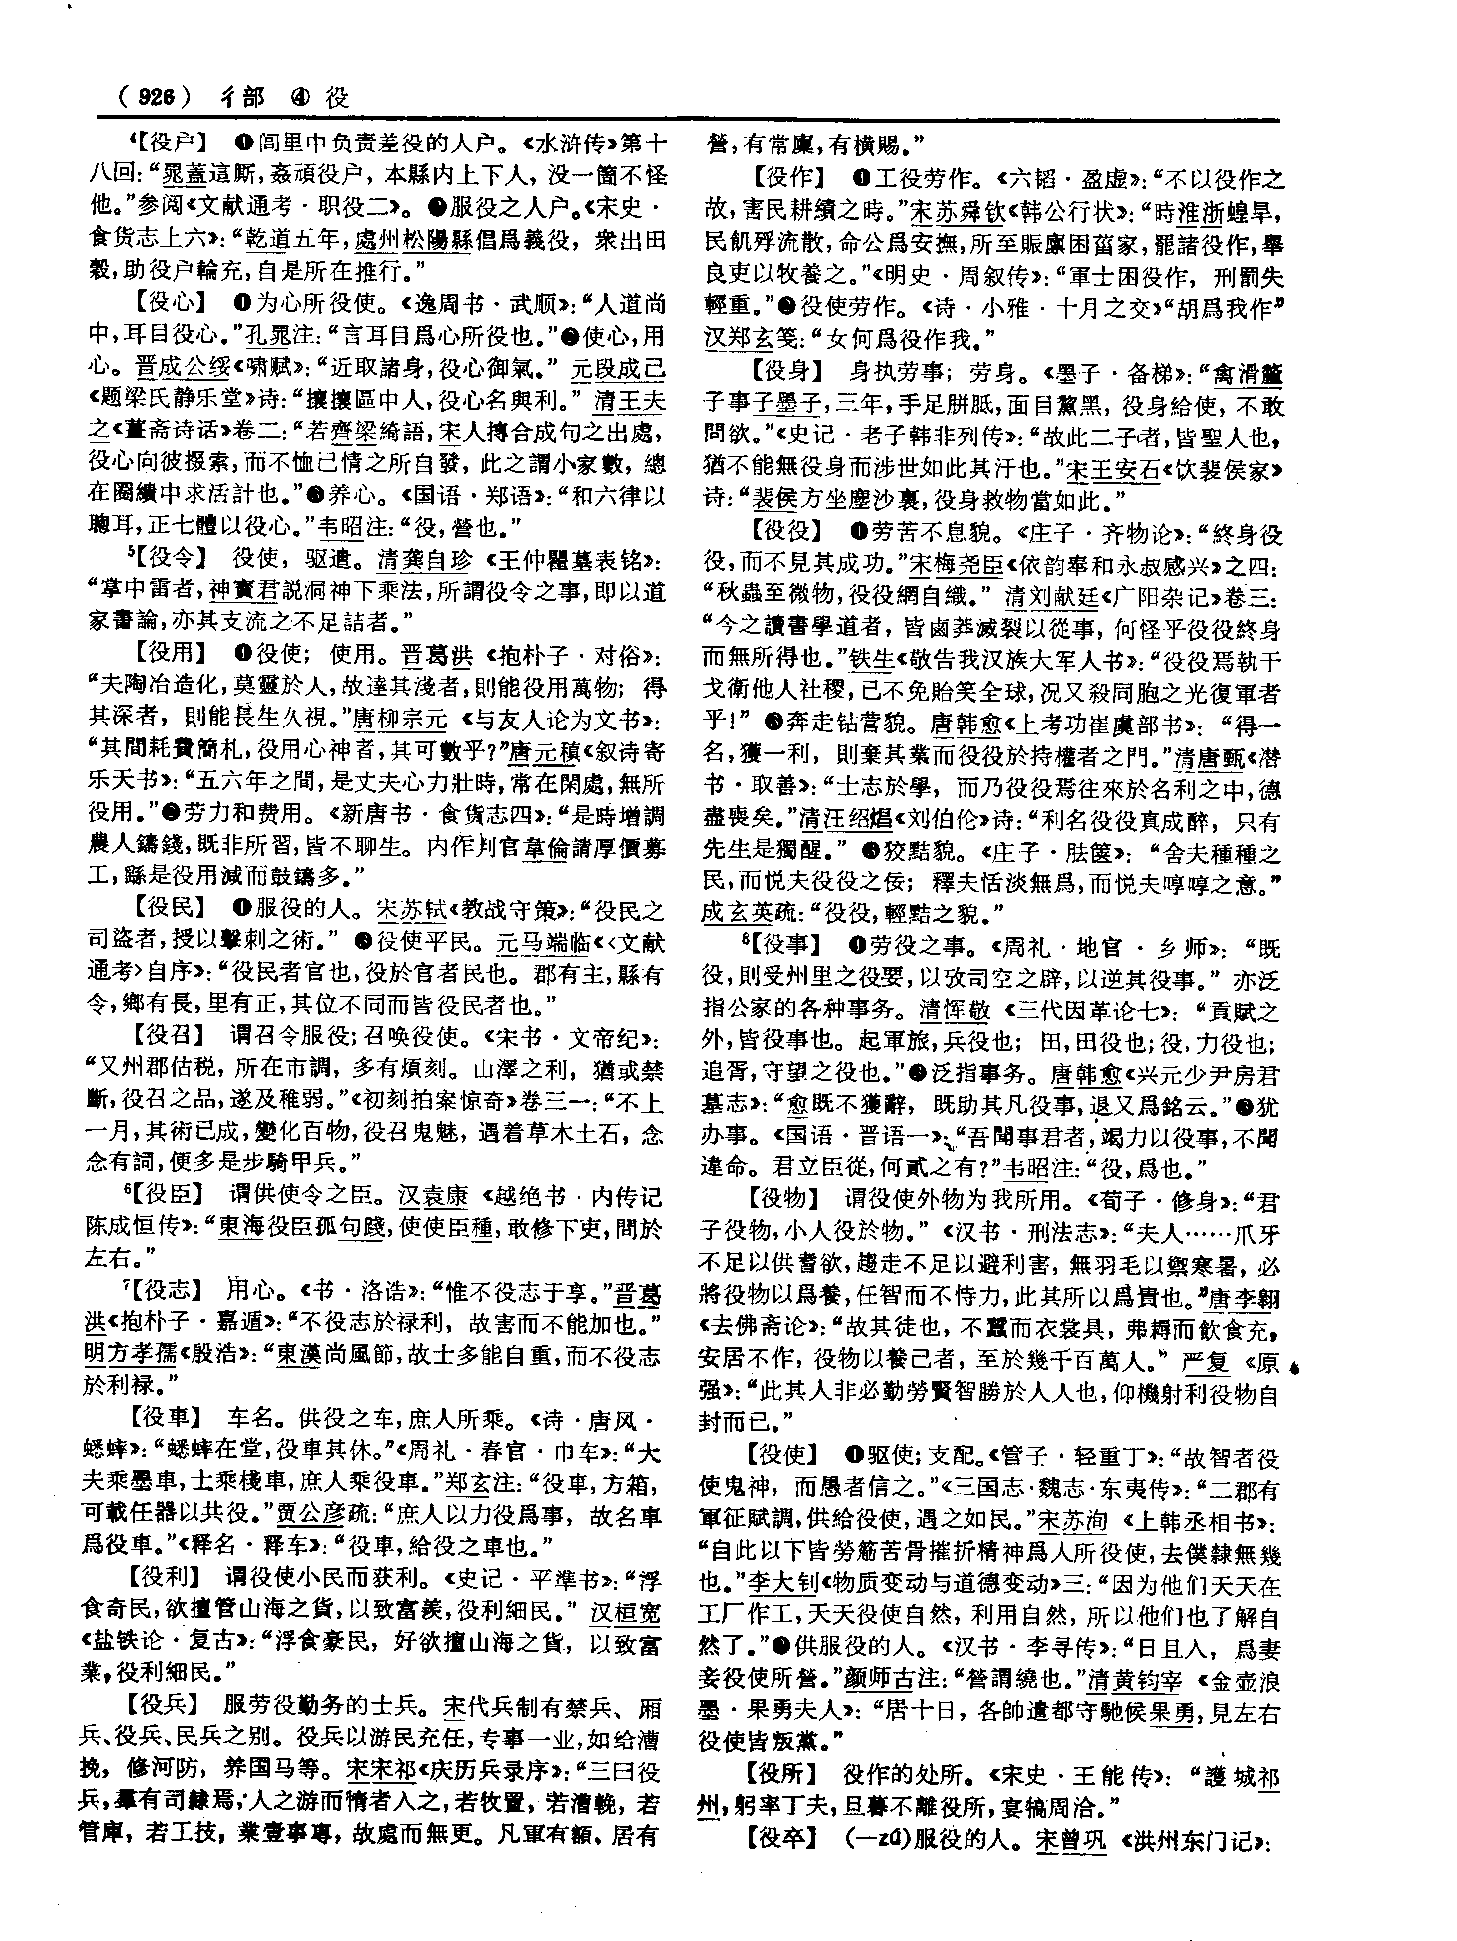 （926） 彳部 ④ 役
⁴【役户】 ❶闾里中负责差役的人户。《水浒传》第十
八回：“晁蓋這厮，姦頑役户，本縣内上下人，没一箇不怪
他。”参阅《文献通考·职役二》。❷服役之人户。《宋史·
食货志上六》：“乾道五年，處州松陽縣倡爲義役，衆出田
穀，助役户輪充，自是所在推行。”
【役心】 ❶为心所役使。《逸周书·武顺》：“人道尚
中，耳目役心。”孔晁注：“言耳目爲心所役也。”❷使心，用
心。晋成公绥《啸赋》：“近取諸身，役心御氣。” 元段成己
《题梁氏静乐堂》诗：“攘攘區中人，役心名與利。” 清王夫
之《薑斋诗话》卷二：“若齊梁綺語，宋人摶合成句之出處，
役心向彼掇索，而不恤己情之所自發，此之謂小家數，總
在圈繢中求活計也。”❸养心。《国语·郑语》：“和六律以
聰耳，正七體以役心。”韦昭注：“役，營也。”
⁵【役令】 役使，驱遣。清龚自珍《王仲瞿墓表铭》：
“掌中雷者，神寳君説洞神下乘法，所謂役令之事，即以道
家書論，亦其支流之不足詰者。”
【役用】 ❶役使；使用。晋葛洪《抱朴子·对俗》：
“夫陶冶造化，莫靈於人，故達其淺者，則能役用萬物；得
其深者，則能長生久視。”唐柳宗元《与友人论为文书》：
“其間耗費簡札，役用心神者，其可數乎？”唐元稹《叙诗寄
乐天书》：“五六年之間，是丈夫心力壯時，常在閑處，無所
役用。”❷劳力和费用。《新唐书·食货志四》：“是時增調
農人鑄錢，既非所習，皆不聊生。内作判官韋倫請厚價募
工，繇是役用減而鼓鑄多。”
【役民】 ❶服役的人。宋苏轼《教战守策》：“役民之
司盜者，授以擊刺之術。” ❷役使平民。元马端临《〈文献
通考〉自序》：“役民者官也，役於官者民也。郡有主，縣有
令，鄉有長，里有正，其位不同而皆役民者也。”
【役召】 谓召令服役；召唤役使。《宋书·文帝纪》：
“又州郡估税，所在市調，多有煩刻。山澤之利，猶或禁
斷，役召之品，遂及稚弱。”《初刻拍案惊奇》卷三一：“不上
一月，其術已成，變化百物，役召鬼魅，遇着草木土石，念
念有詞，便多是步騎甲兵。”
⁶【役臣】 谓供使令之臣。汉袁康《越绝书·内传记
陈成恒传》：“東海役臣孤句踐，使使臣種，敢修下吏，問於
左右。”
⁷【役志】 用心。《书·洛诰》：“惟不役志于享。”晋葛
洪《抱朴子·嘉遁》：“不役志於禄利，故害而不能加也。”
明方孝孺《殷浩》：“東漢尚風節，故士多能自重，而不役志
於利禄。”
【役車】 车名。供役之车，庶人所乘。《诗·唐风·
蟋蟀》：“蟋蟀在堂，役車其休。”《周礼·春官·巾车》：“大
夫乘墨車，士乘棧車，庶人乘役車。”郑玄注：“役車，方箱，
可載任器以共役。”贾公彦疏：“庶人以力役爲事，故名車
爲役車。”《释名·释车》：“役車，給役之車也。”
【役利】 谓役使小民而获利。《史记·平準书》：“浮
食奇民，欲擅管山海之貨，以致富羨，役利細民。” 汉桓宽
《盐铁论·复古》：“浮食豪民，好欲擅山海之貨，以致富
業，役利細民。”
【役兵】 服劳役勤务的士兵。宋代兵制有禁兵、厢
兵、役兵、民兵之别。役兵以游民充任，专事一业，如给漕
挽，修河防，养国马等。宋宋祁《庆历兵录序》：“三曰役
兵，羣有司隸焉，人之游而惰者入之，若牧置，若漕輓，若
管庫，若工技，業壹事專，故處而無更。凡軍有額、居有
營，有常廩，有横賜。”
【役作】 ❶工役劳作。《六韬·盈虚》：“不以役作之
故，害民耕績之時。”宋苏舜钦《韩公行状》：“時淮浙蝗旱，
民飢殍流散，命公爲安撫，所至賑廩困菑家，罷諸役作，舉
良吏以牧養之。”《明史·周叙传》：“軍士困役作，刑罰失
輕重。”❷役使劳作。《诗·小雅·十月之交》“胡爲我作”
汉郑玄笺：“女何爲役作我。”
【役身】 身执劳事；劳身。《墨子·备梯》：“禽滑釐
子事子墨子，三年，手足胼胝，面目黧黑，役身給使，不敢
問欲。”《史记·老子韩非列传》：“故此二子者，皆聖人也，
猶不能無役身而涉世如此其汙也。”宋王安石《饮裴侯家》
诗：“裴侯方坐塵沙裏，役身救物當如此。”
【役役】 ❶劳苦不息貌。《庄子·齐物论》：“終身役
役，而不見其成功。”宋梅尧臣《依韵奉和永叔感兴》之四：
“秋蟲至微物，役役網自織。” 清刘献廷《广阳杂记》卷三：
“今之讀書學道者，皆鹵莽滅裂以從事，何怪乎役役終身
而無所得也。”铁生《敬告我汉族大军人书》：“役役焉執干
戈衛他人社稷，已不免貽笑全球，况又殺同胞之光復軍者
乎！” ❷奔走钻营貌。唐韩愈《上考功崔虞部书》：“得一
名，獲一利，則棄其業而役役於持權者之門。”清唐甄《潜
书·取善》：“士志於學，而乃役役焉往來於名利之中，德
盡喪矣。”清汪绍焻《刘伯伦》诗：“利名役役真成醉，只有
先生是獨醒。” ❸狡黠貌。《庄子·胠箧》：“舍夫種種之
民，而悦夫役役之佞；釋夫恬淡無爲，而悦夫啍啍之意。”
成玄英疏：“役役，輕黠之貌。”
⁸【役事】 ❶劳役之事。《周礼·地官·乡师》：“既
役，則受州里之役要，以攷司空之辟，以逆其役事。” 亦泛
指公家的各种事务。清恽敬《三代因革论七》：“貢賦之
外，皆役事也。起軍旅，兵役也；田，田役也；役，力役也；
追胥，守望之役也。”❷泛指事务。唐韩愈《兴元少尹房君
墓志》：“愈既不獲辭，既助其凡役事，退又爲銘云。”❸犹
办事。《国语·晋语一》：“吾聞事君者，竭力以役事，不聞
違命。君立臣從，何貳之有？”韦昭注：“役，爲也。”
【役物】 谓役使外物为我所用。《荀子·修身》：“君
子役物，小人役於物。” 《汉书·刑法志》：“夫人……爪牙
不足以供耆欲，趨走不足以避利害，無羽毛以禦寒暑，必
將役物以爲養，任智而不恃力，此其所以爲貴也。”唐李翱
《去佛斋论》：“故其徒也，不蠶而衣裳具，弗耨而飲食充，
安居不作，役物以養己者，至於幾千百萬人。” 严复《原
强》：“此其人非必勤勞賢智勝於人人也，仰機射利役物自
封而已。”
【役使】 ❶驱使；支配。《管子·轻重丁》：“故智者役
使鬼神，而愚者信之。”《三国志·魏志·东夷传》：“二郡有
軍征賦調，供給役使，遇之如民。”宋苏洵《上韩丞相书》：
“自此以下皆勞筋苦骨摧折精神爲人所役使，去僕隸無幾
也。”李大钊《物质变动与道德变动》三：“因为他们天天在
工厂作工，天天役使自然，利用自然，所以他们也了解自
然了。”❷供服役的人。《汉书·李寻传》：“日且入，爲妻
妾役使所營。”颜师古注：“營謂繞也。”清黄钧宰《金壶浪
墨·果勇夫人》：“居十日，各帥遣都守馳候果勇，見左右
役使皆叛黨。”
【役所】 役作的处所。《宋史·王能传》：“護城祁
州，躬率丁夫，旦暮不離役所，宴犒周洽。”
【役卒】 （—zú）服役的人。宋曾巩《洪州东门记》：